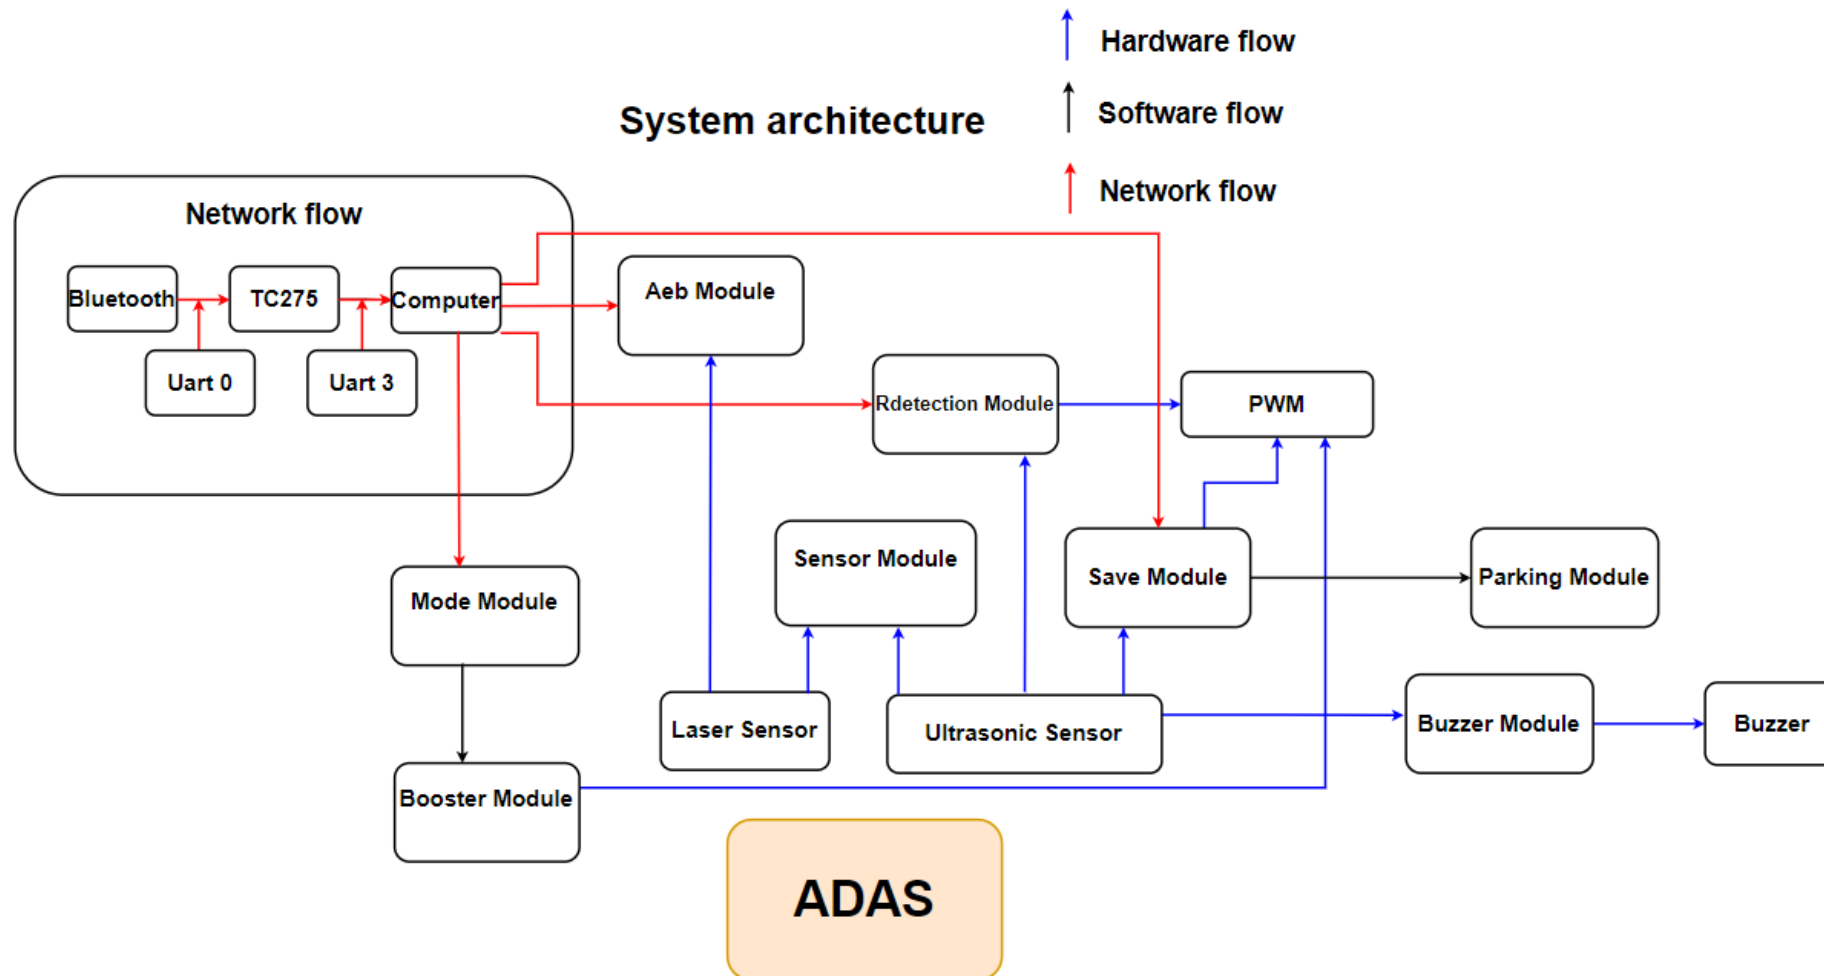 Hardware flow
System architecture
Software flow
Network flow
Network flow
Bluetooth
TC275
Computer
Aeb Module
Uart 0
Uart 3
Rdetection Module
PWM
Sensor Module
Save Module
Parking Module
Mode Module
Laser Sensor
Ultrasonic Sensor
Buzzer Module
Buzzer
Booster Module
ADAS